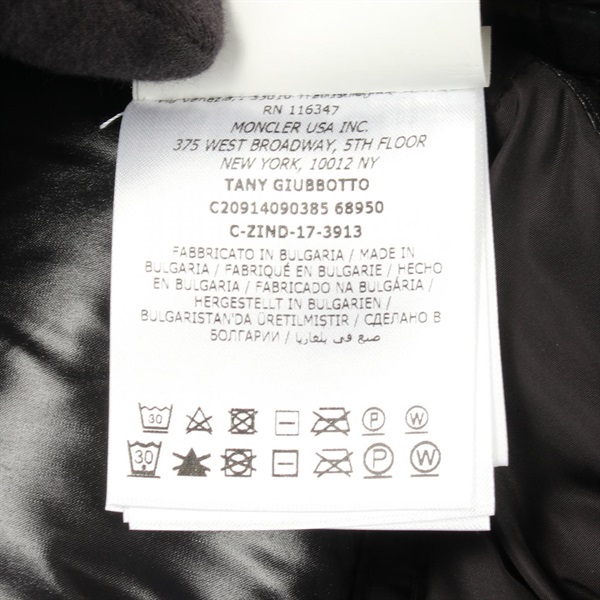 RN 116347
MONCLER USA INC.
375 WEST BROADWAY, 5TH FLOOR
NEW YORK, 10012 NY
TANY GIUBBOTTO
C20914090385 68950
C-ZIND-17-3913
FABBRICATO IN BULGARIA / MADE IN
BULGARIA / FABRIQUÉ EN BULGARIE / HECHO
EN BULGARIA / FABRICADO NA BULGÁRIA /
HERGESTELLT IN BULGARIEN /
BULGARISTAN'DA ÜRETILMISTIR / СДЕЛАНО В
БОЛГАРИИ / صنع في بلغاريا
30 P W
30 P W